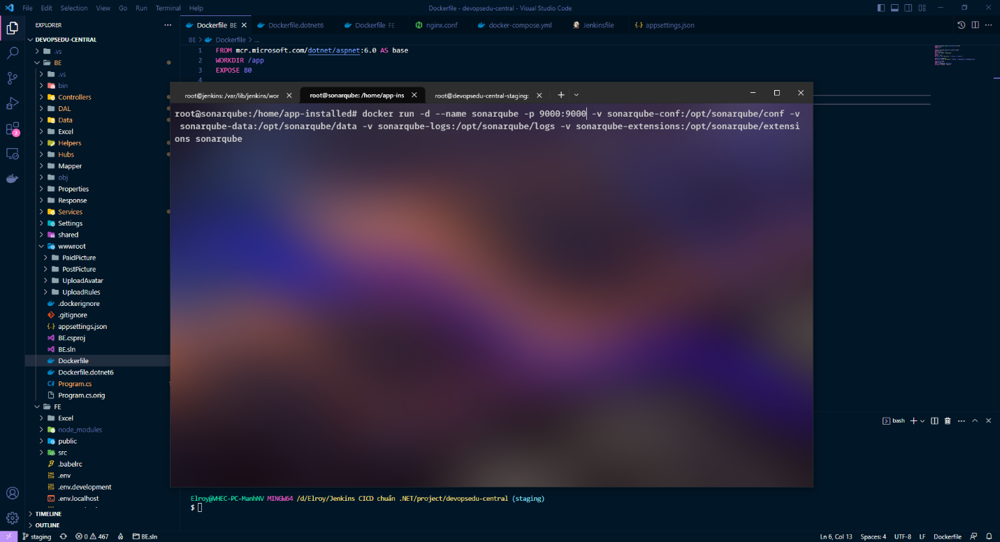 File Edit Selection View Go Run Terminal Help
Dockerfile - devopsedu-central - Visual Studio Code
EXPLORER
Dockerfile BE
Dockerfile.dotnet6
Dockerfile FE
nginx.conf
docker-compose.yml
Jenkinsfile
appsettings.json
DEVOPSEDU-CENTRAL
BE > Dockerfile > ...
.vs
BE
.vs
bin
Controllers
DAL
Data
Excel
Helpers
Hubs
Mapper
obj
Properties
Response
Services
Settings
shared
wwwroot
PaidPicture
PostPicture
UploadAvatar
UploadRules
.dockerignore
.gitignore
appsettings.json
BE.csproj
BE.sln
Dockerfile
Dockerfile.dotnet6
Program.cs
Program.cs.orig
FE
Excel
node_modules
public
src
.babelrc
.env
.env.development
.env.localhost
TIMELINE
OUTLINE
2
1 FROM mcr.microsoft.com/dotnet/aspnet:6.0 AS base
2 WORKDIR /app
3 EXPOSE 80
4
root@jenkins: /var/lib/jenkins/wor
root@sonarqube: /home/app-ins
root@devopsedu-central-staging:
root@sonarqube:/home/app-installed# docker run -d --name sonarqube -p 9000:9000 -v sonarqube-conf:/opt/sonarqube/conf -v
sonarqube-data:/opt/sonarqube/data -v sonarqube-logs:/opt/sonarqube/logs -v sonarqube-extensions:/opt/sonarqube/extensi
ons sonarqube
bash
Elroy@VHEC-PC-ManhNV MINGW64 /d/Elroy/Jenkins CICD chuẩn .NET/project/devopsedu-central (staging)
$
staging
0 467
BE.sln
Ln 6, Col 13 Spaces: 4 UTF-8 LF Dockerfile